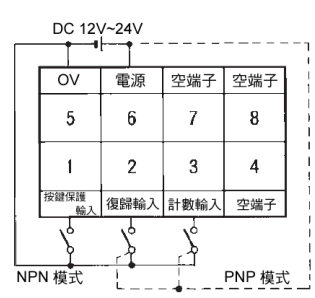 DC 12V~24V
0V 電源 空端子 空端子
5 6 7 8
1 2 3 4
按鍵保護
輸入 復歸輸入 計數輸入 空端子
NPN 模式 PNP 模式